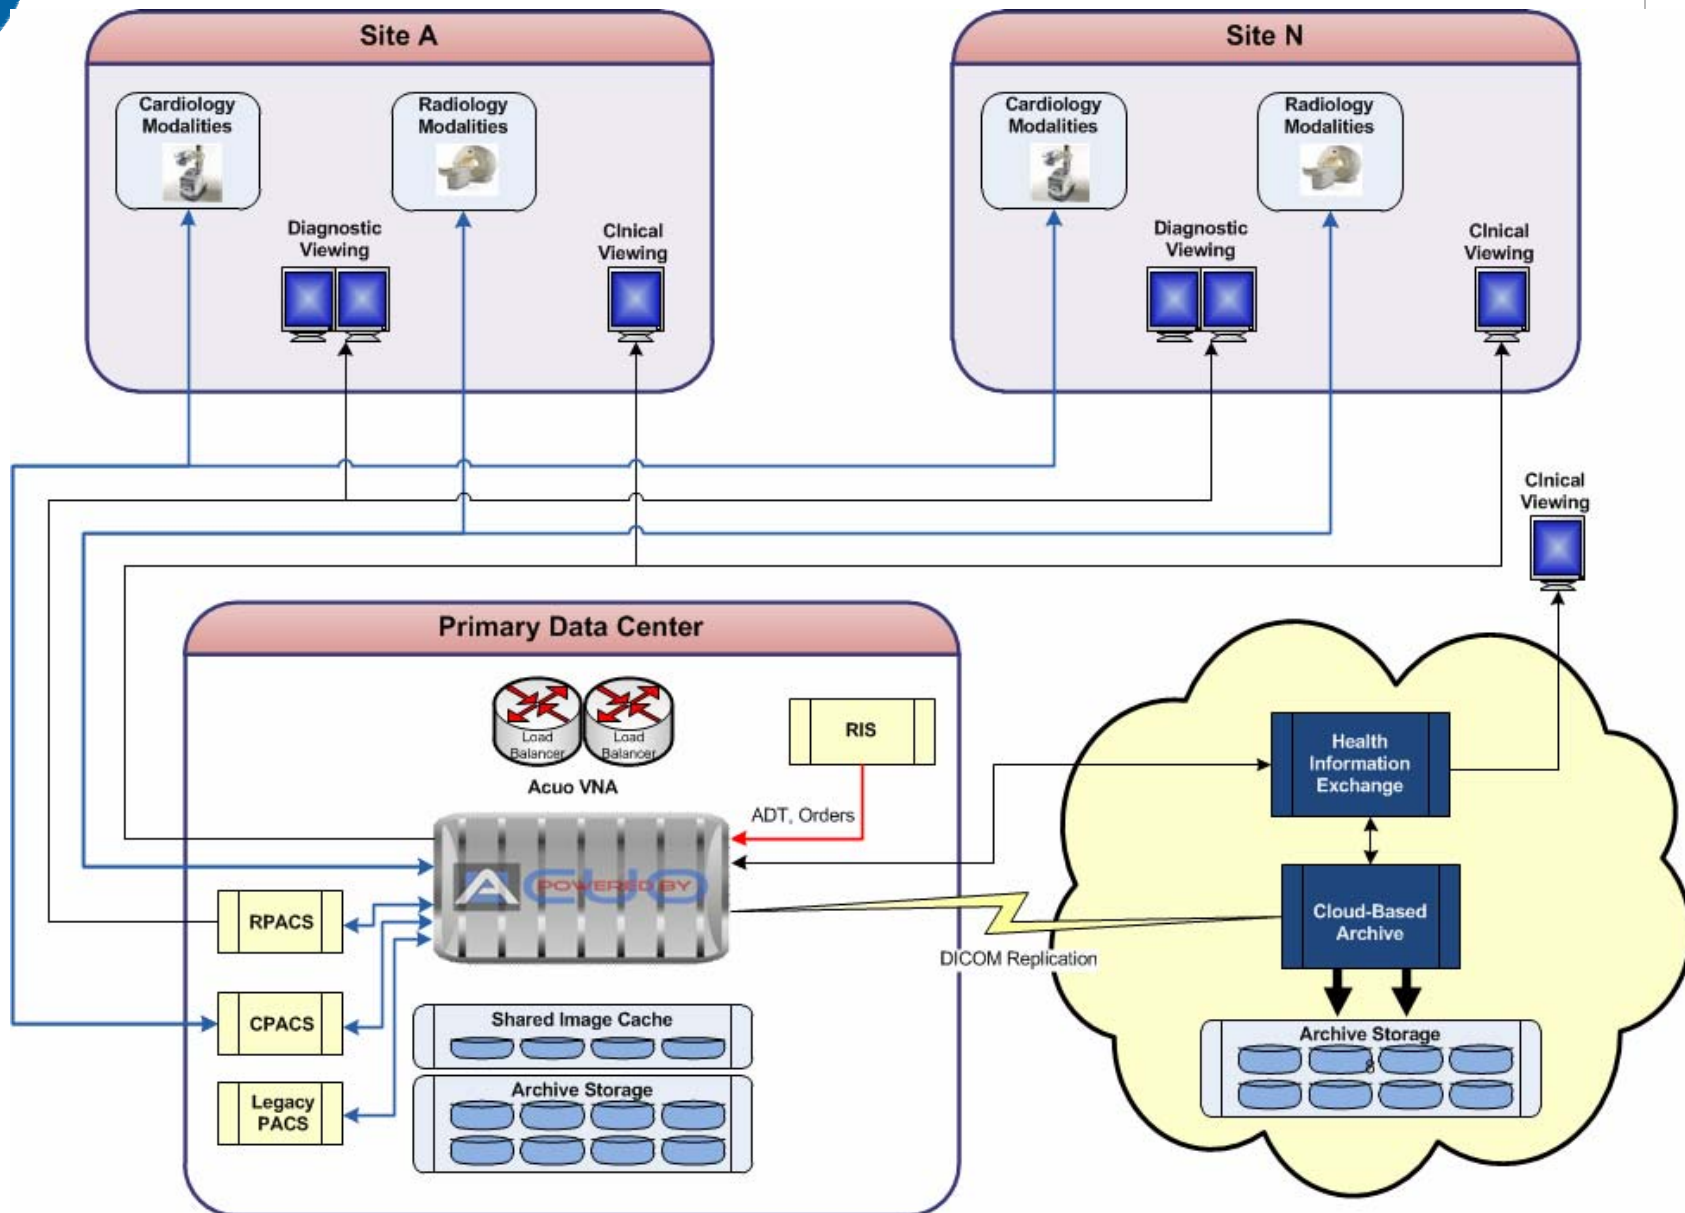 Site A
Site N
Cardiology
Modalities
Radiology
Modalities
Diagnostic
Viewing
Clnical
Viewing
Cardiology
Modalities
Radiology
Modalities
Diagnostic
Viewing
Clnical
Viewing
Clnical
Viewing
Primary Data Center
Load
Balancer
Load
Balancer
Acuo VNA
RIS
ADT, Orders
ACUO
POWERED BY
RPACS
CPACS
Legacy
PACS
Shared Image Cache
Archive Storage
Health
Information
Exchange
Cloud-Based
Archive
DICOM Replication
Archive Storage
8